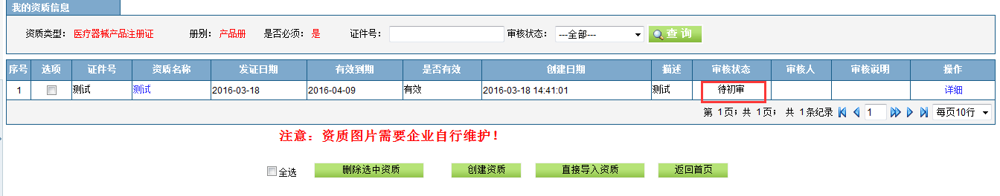 我的资质信息
资质类型： 医疗器械产品注册证 册别： 产品册 是否必须： 是 证件号： 审核状态： ---全部--- 查 询
序号 选项 证件号 资质名称 发证日期 有效到期 是否有效 创建日期 描述 审核状态 审核人 审核说明 操作
1 测试 测试 2016-03-18 2016-04-09 有效 2016-03-18 14:41:01 测试 待初审 详细
第 1页；共 1页； 共 1条纪录 1 每页10行
注意：资质图片需要企业自行维护！
全选 删除选中资质 创建资质 直接导入资质 返回首页